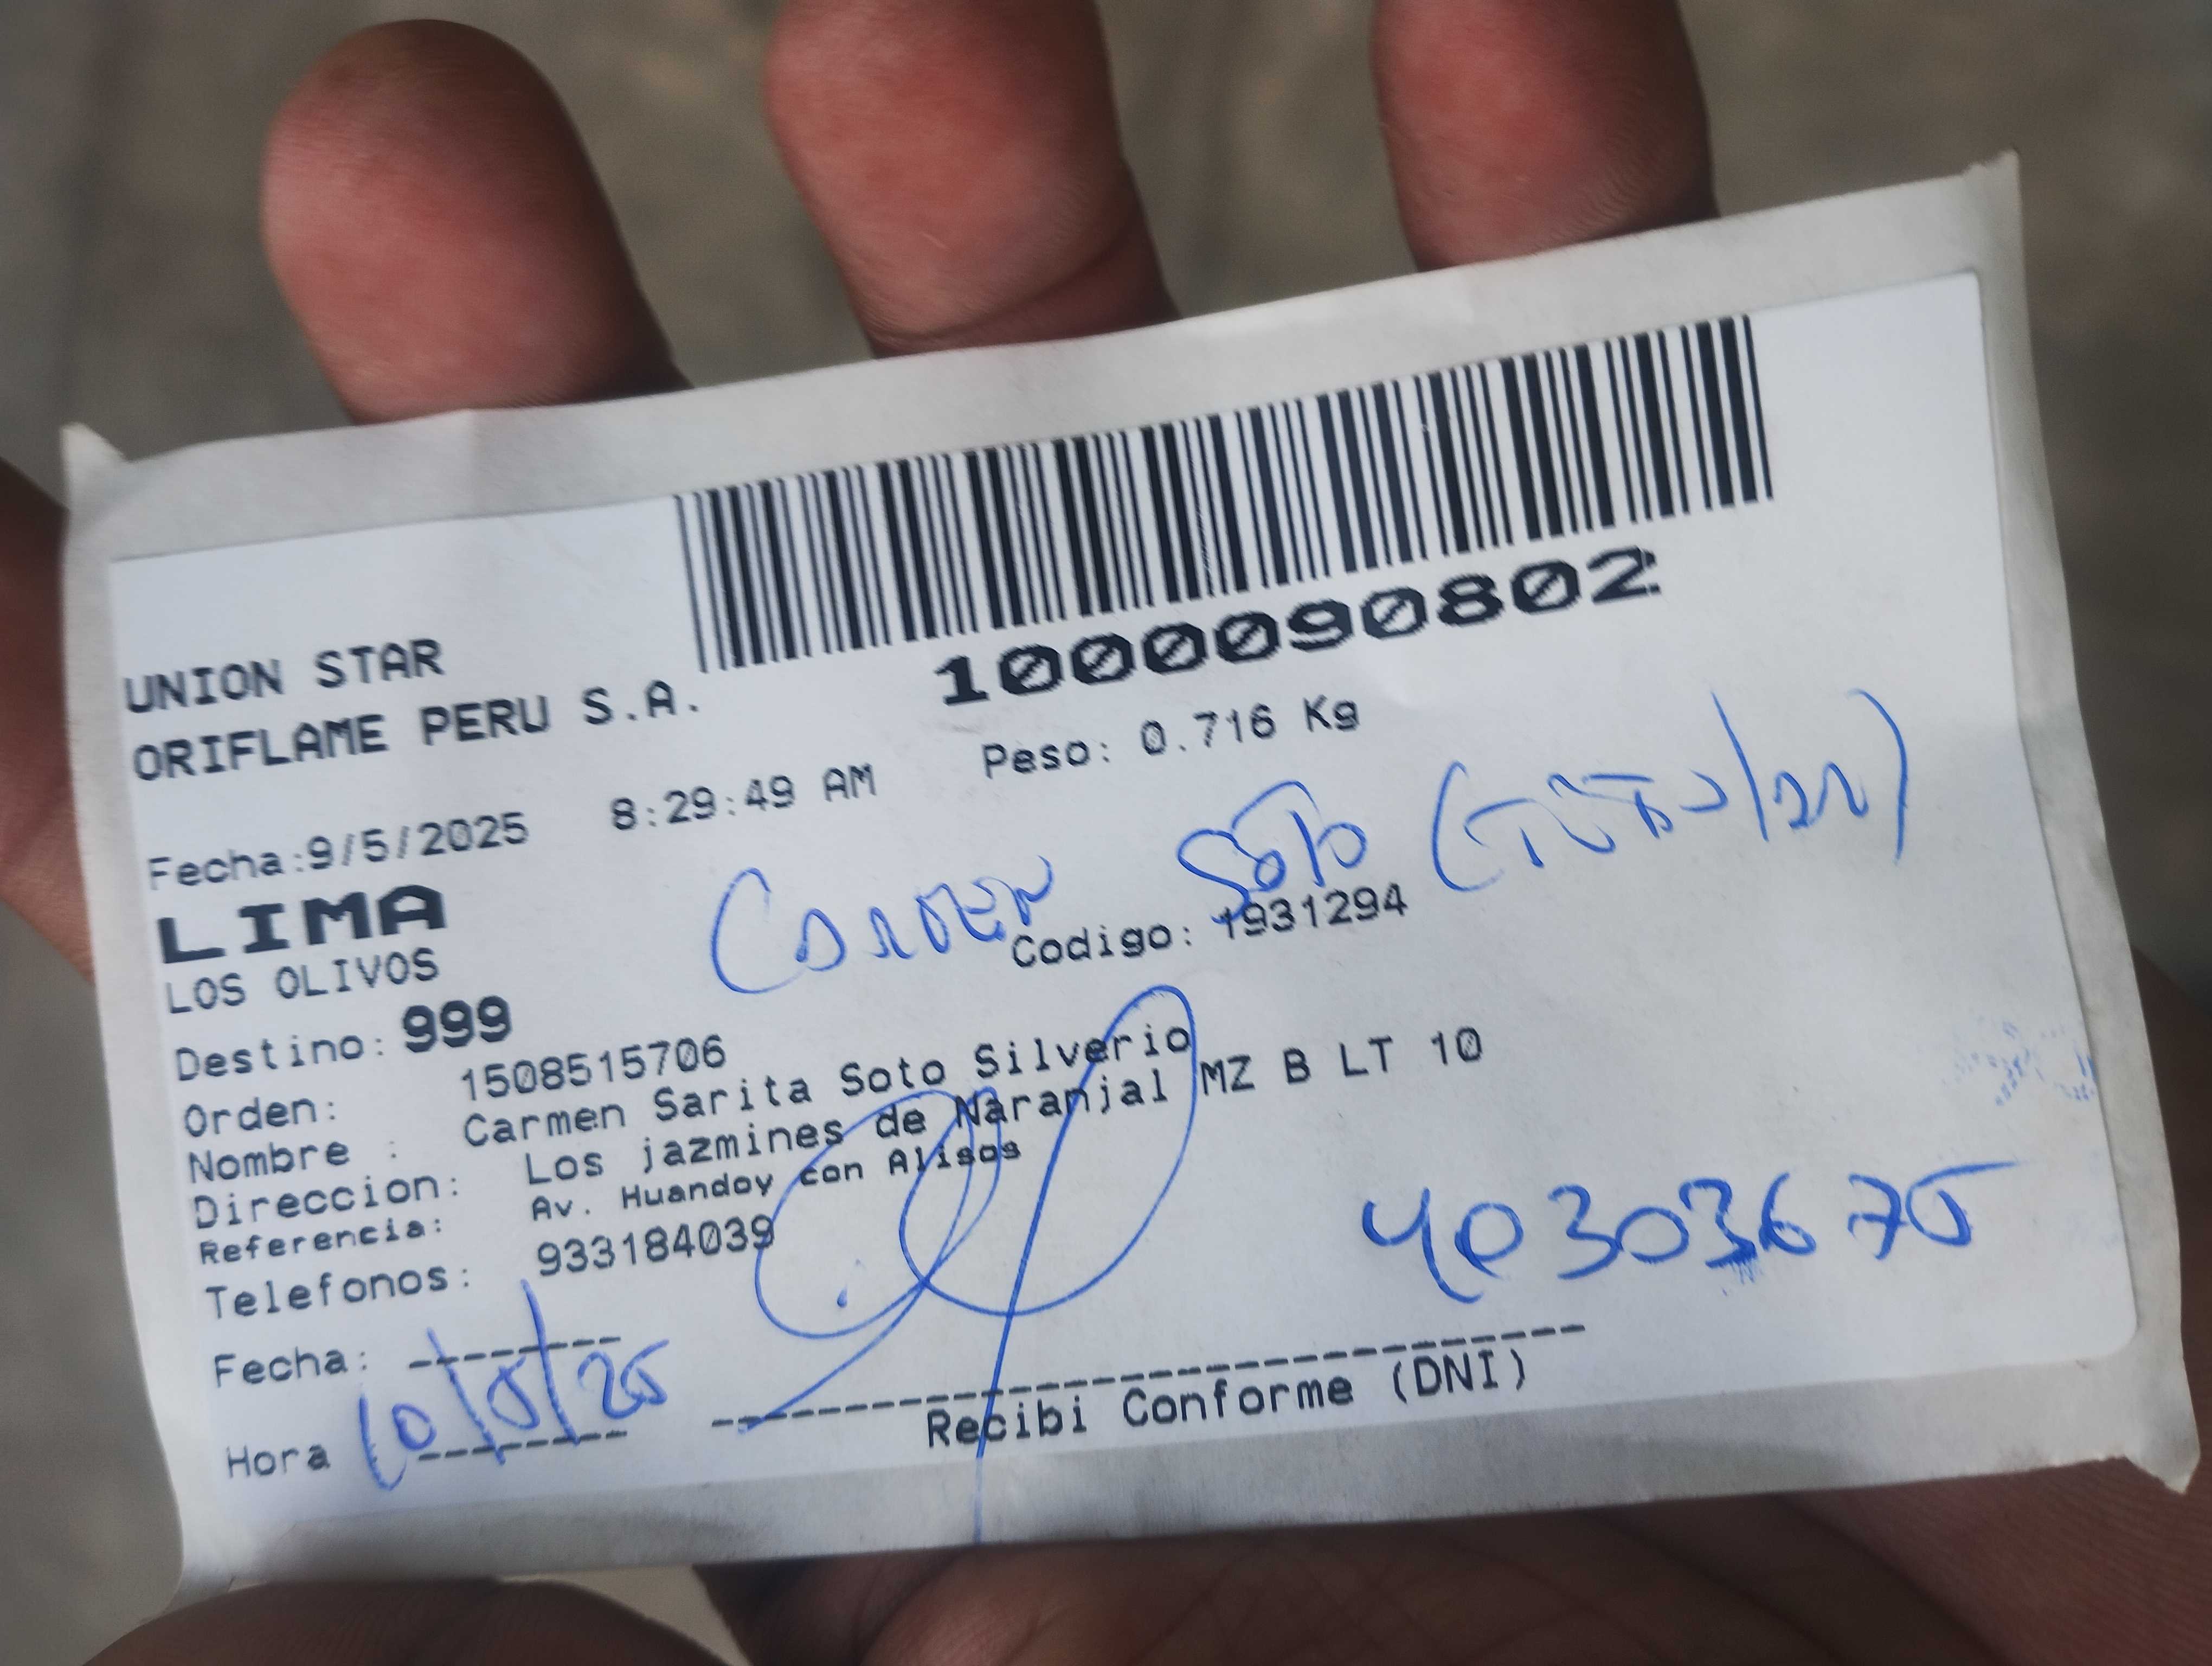 1000090802
UNION STAR
ORIFLAME PERU S.A.
Peso: 0.716 Kg
Fecha:9/5/2025 8:29:49 AM
Carmen Soto (Titular)
LIMA
Codigo: 1931294
LOS OLIVOS
Destino: 999
Orden: 1508515706
Nombre : Carmen Sarita Soto Silverio
Direccion: Los jazmines de Naranjal MZ B LT 10
Referencia: Av. Huandoy con Alisos
Telefonos: 933184039
40303675
Fecha:
10/5/25
Hora
Recibi Conforme (DNI)